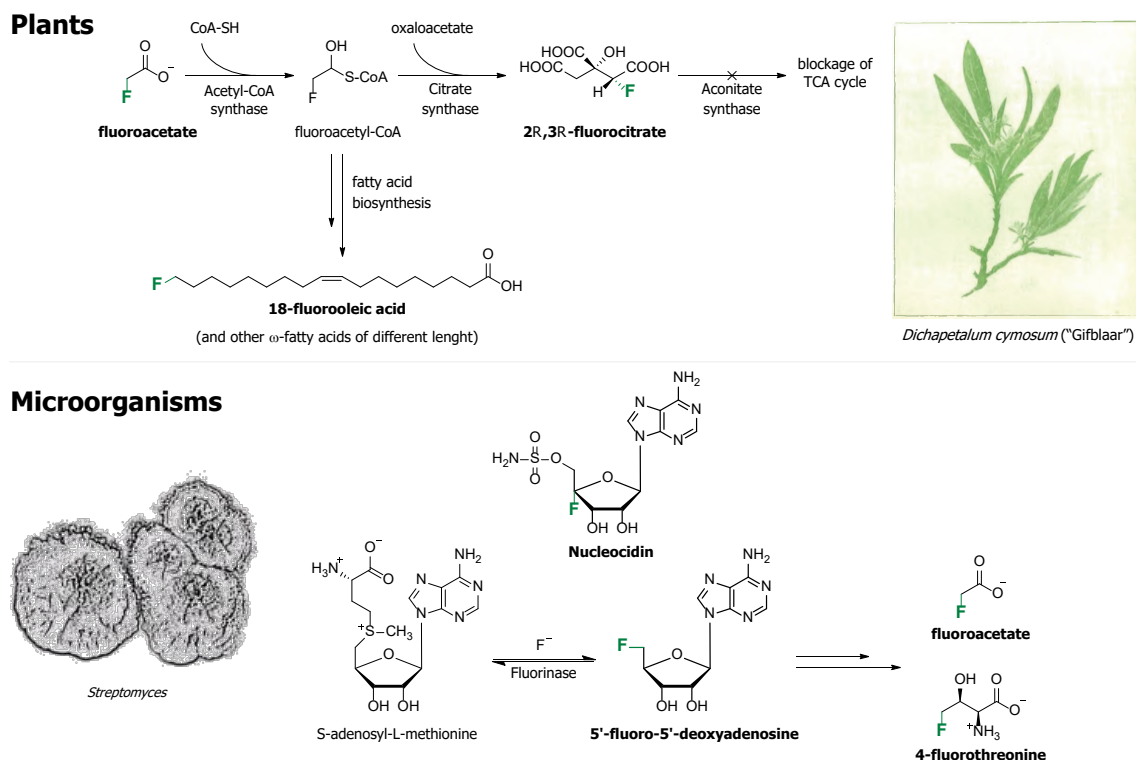 Plants
CoA-SH
oxaloacetate
Acetyl-CoA
synthase
Citrate
synthase
Aconitate
synthase
blockage of
TCA cycle
O
O⁻
F
fluoroacetate
OH
S-CoA
F
fluoroacetyl-CoA
HOOC
OH
HOOC
COOH
H
F
2R,3R-fluorocitrate
fatty acid
biosynthesis
F
O
OH
18-fluorooleic acid
(and other ω-fatty acids of different lenght)
Dichapetalum cymosum ("Gifblaar")
Microorganisms
NH₂
N
N
N
N
O
H₂N
S
O
O
O
F
OH
OH
Nucleocidin
Streptomyces
O⁻
H₃N⁺
O
NH₂
N
N
N
N
S⁺
CH₃
O
OH
OH
S-adenosyl-L-methionine
F⁻
Fluorinase
NH₂
N
N
N
N
F
O
OH
OH
5'-fluoro-5'-deoxyadenosine
O
O⁻
F
fluoroacetate
OH
O
O⁻
F
⁺NH₃
4-fluorothreonine